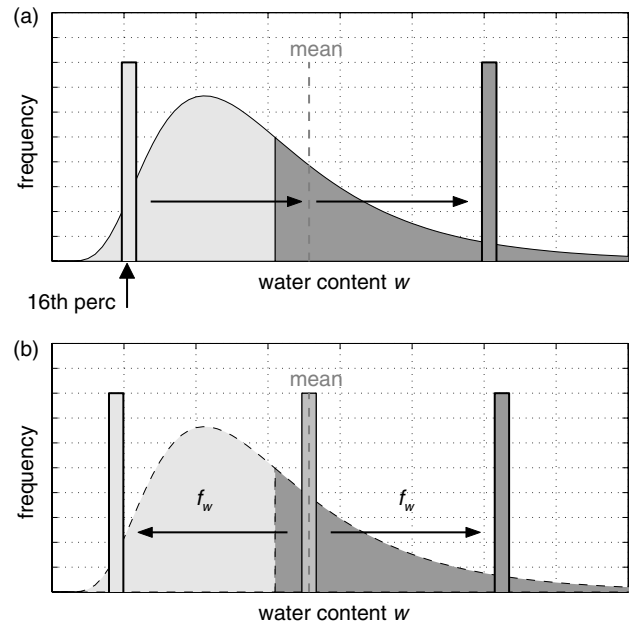 (a)
mean
frequency
water content w
16th perc
(b)
mean
frequency
f_w
f_w
water content w